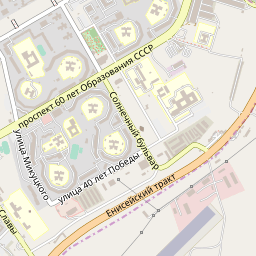 проспект 60 лет Образования СССР
Солнечный бульвар
улица Микуцкого
улица 40 лет Победы
Енисейский тракт
Славы